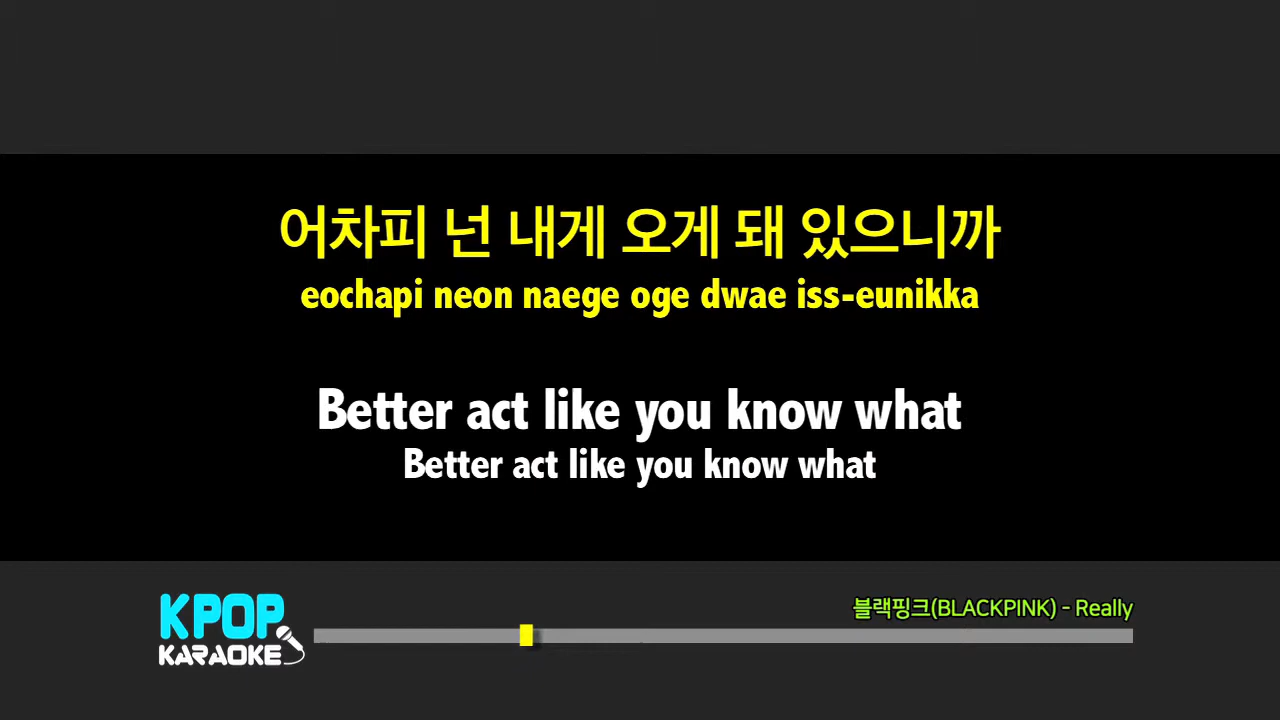 어차피 넌 내게 오게 돼 있으니까
eochapi neon naege oge dwae iss-eunikka
Better act like you know what
Better act like you know what
블랙핑크(BLACKPINK) - Really
KPOP
KARAOKE